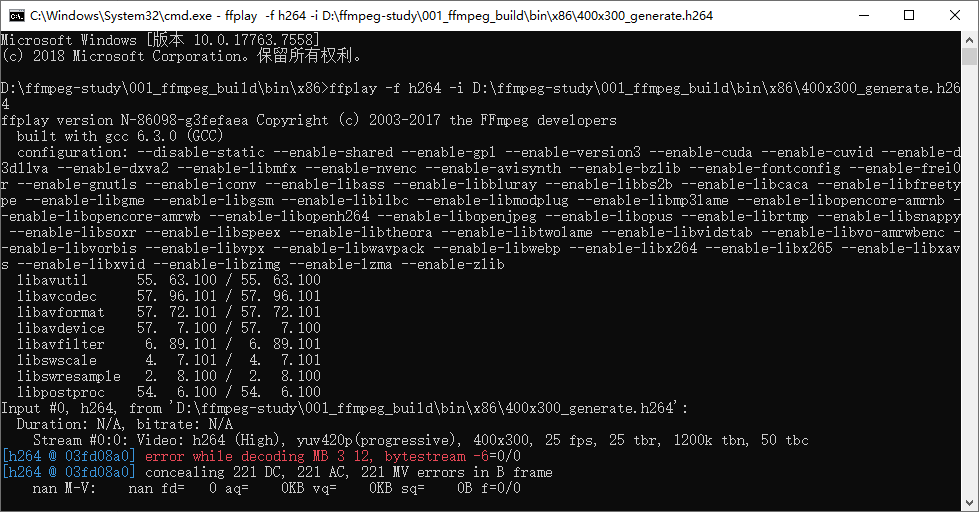 C:\Windows\System32\cmd.exe - ffplay  -f h264 -i D:\ffmpeg-study\001_ffmpeg_build\bin\x86\400x300_generate.h264
Microsoft Windows [版本 10.0.17763.7558]
(c) 2018 Microsoft Corporation。保留所有权利。
D:\ffmpeg-study\001_ffmpeg_build\bin\x86>ffplay -f h264 -i D:\ffmpeg-study\001_ffmpeg_build\bin\x86\400x300_generate.h26
4
ffplay version N-86098-g3fefaea Copyright (c) 2003-2017 the FFmpeg developers
  built with gcc 6.3.0 (GCC)
  configuration: --disable-static --enable-shared --enable-gpl --enable-version3 --enable-cuda --enable-cuvid --enable-d
3d11va --enable-dxva2 --enable-libmfx --enable-nvenc --enable-avisynth --enable-bzlib --enable-fontconfig --enable-frei0
r --enable-gnutls --enable-iconv --enable-libass --enable-libbluray --enable-libbs2b --enable-libcaca --enable-libfreety
pe --enable-libgme --enable-libgsm --enable-libilbc --enable-libmodplug --enable-libmp3lame --enable-libopencore-amrnb -
-enable-libopencore-amrwb --enable-libopenh264 --enable-libopenjpeg --enable-libopus --enable-librtmp --enable-libsnappy
 --enable-libsoxr --enable-libspeex --enable-libtheora --enable-libtwolame --enable-libvidstab --enable-libvo-amrwbenc -
-enable-libvorbis --enable-libvpx --enable-libwavpack --enable-libwebp --enable-libx264 --enable-libx265 --enable-libxav
s --enable-libxvid --enable-libzimg --enable-lzma --enable-zlib
  libavutil      55. 63.100 / 55. 63.100
  libavcodec     57. 96.101 / 57. 96.101
  libavformat    57. 72.101 / 57. 72.101
  libavdevice    57.  7.100 / 57.  7.100
  libavfilter     6. 89.101 /  6. 89.101
  libswscale      4.  7.101 /  4.  7.101
  libswresample   2.  8.100 /  2.  8.100
  libpostproc    54.  6.100 / 54.  6.100
Input #0, h264, from 'D:\ffmpeg-study\001_ffmpeg_build\bin\x86\400x300_generate.h264':
  Duration: N/A, bitrate: N/A
    Stream #0:0: Video: h264 (High), yuv420p(progressive), 400x300, 25 fps, 25 tbr, 1200k tbn, 50 tbc
[h264 @ 03fd08a0] error while decoding MB 3 12, bytestream -6=0/0
[h264 @ 03fd08a0] concealing 221 DC, 221 AC, 221 MV errors in B frame
    nan M-V:    nan fd=   0 aq=    0KB vq=    0KB sq=    0B f=0/0